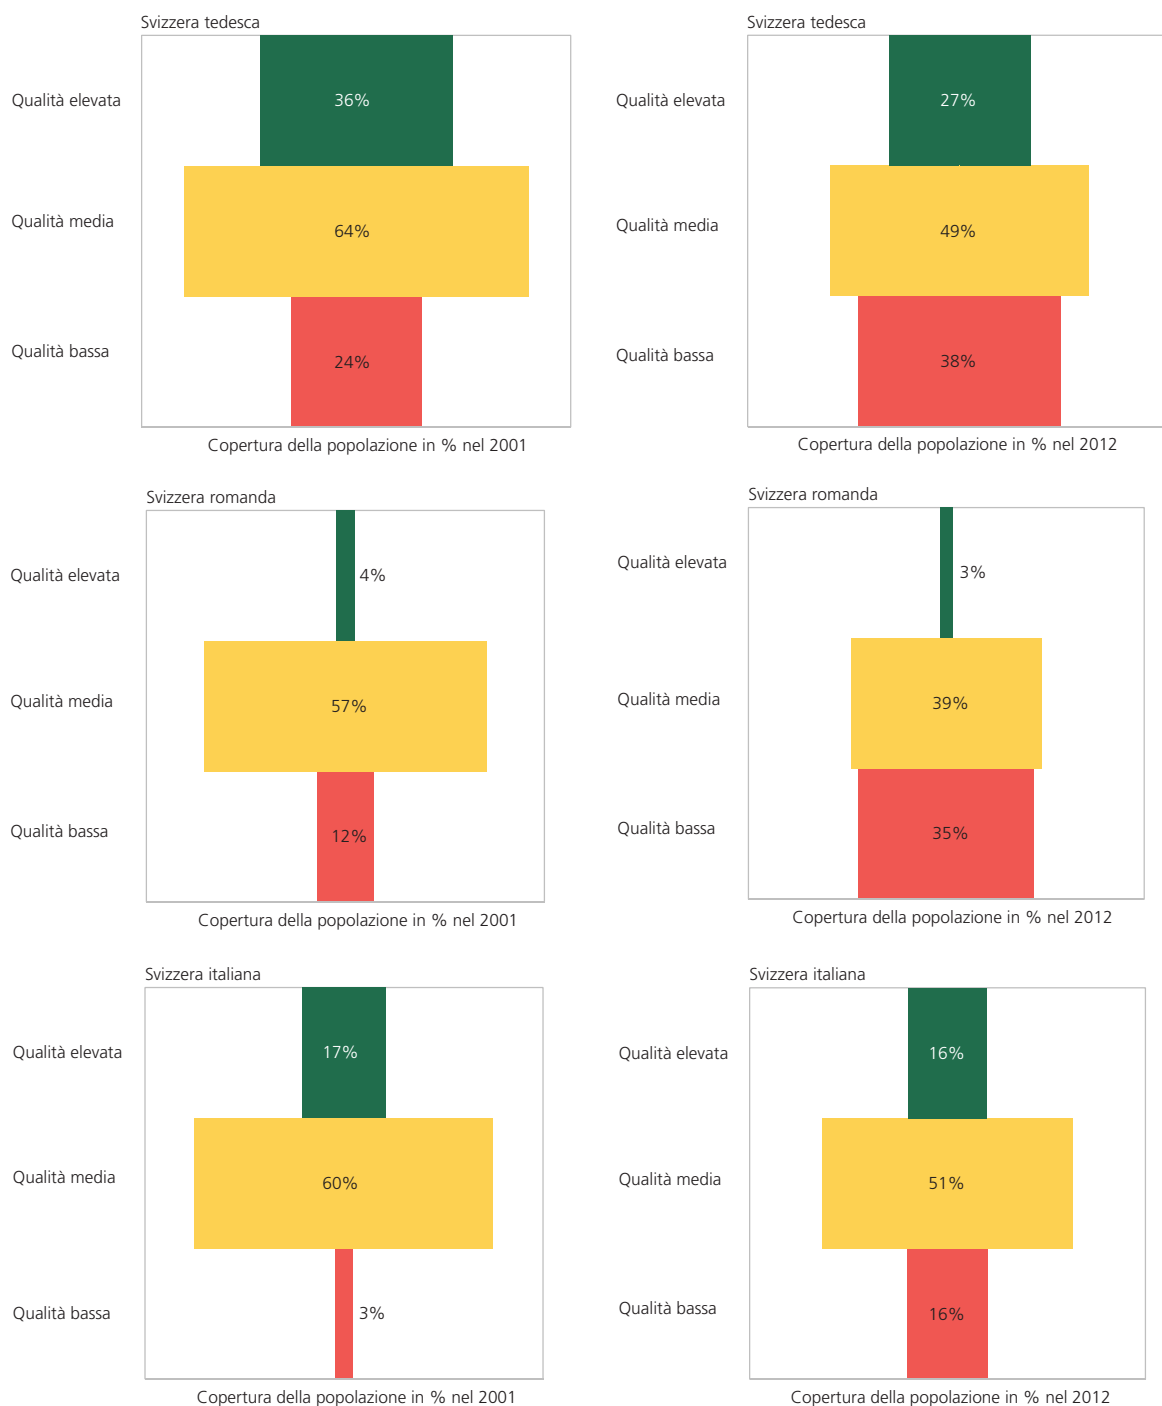 Svizzera tedesca
Qualità elevata
36%
Qualità media
64%
Qualità bassa
24%
Copertura della popolazione in % nel 2001
Svizzera tedesca
Qualità elevata
27%
Qualità media
49%
Qualità bassa
38%
Copertura della popolazione in % nel 2012
Svizzera romanda
Qualità elevata
4%
Qualità media
57%
Qualità bassa
12%
Copertura della popolazione in % nel 2001
Svizzera romanda
Qualità elevata
3%
Qualità media
39%
Qualità bassa
35%
Copertura della popolazione in % nel 2012
Svizzera italiana
Qualità elevata
17%
Qualità media
60%
Qualità bassa
3%
Copertura della popolazione in % nel 2001
Svizzera italiana
Qualità elevata
16%
Qualità media
51%
Qualità bassa
16%
Copertura della popolazione in % nel 2012